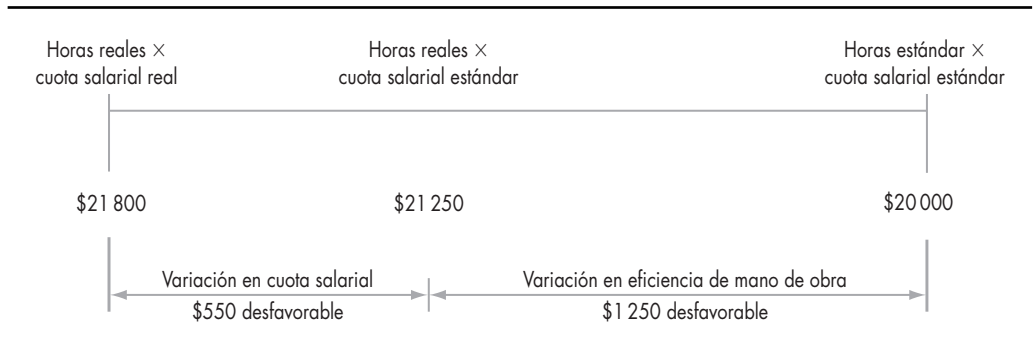 Horas reales ×
cuota salarial real
Horas reales ×
cuota salarial estándar
Horas estándar ×
cuota salarial estándar
$21 800
$21 250
$20 000
Variación en cuota salarial
$550 desfavorable
Variación en eficiencia de mano de obra
$1 250 desfavorable